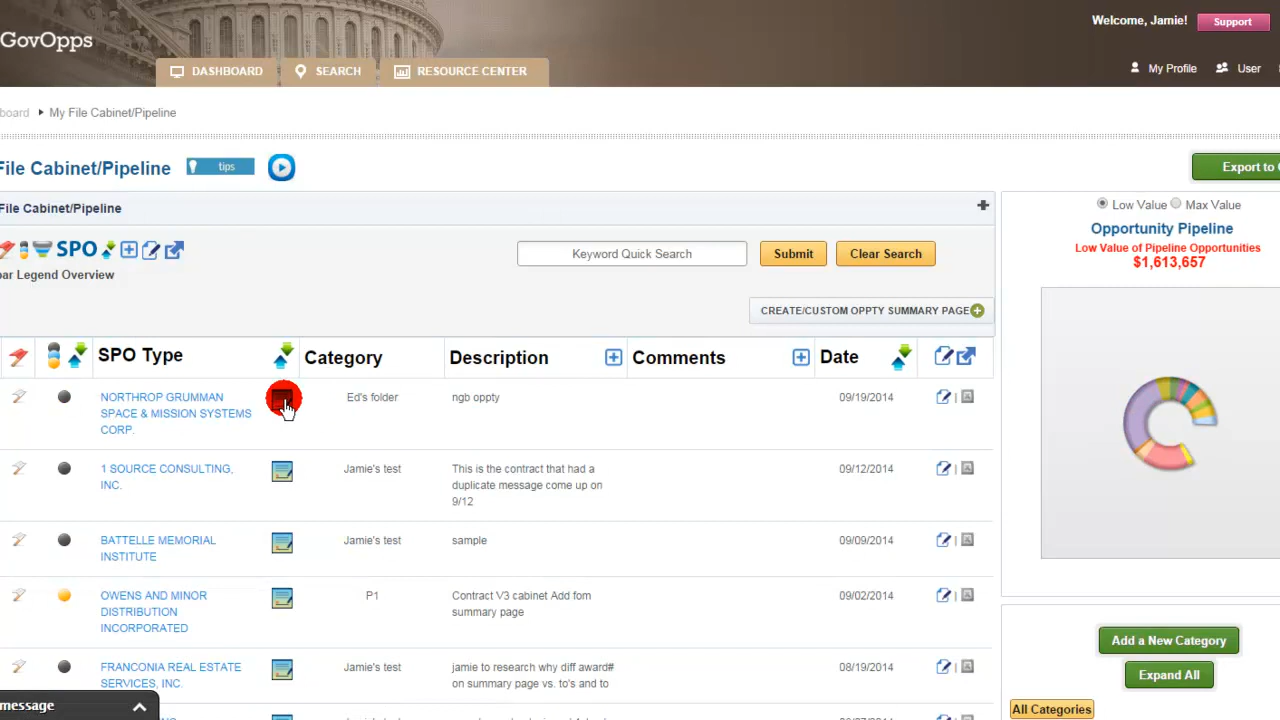 Welcome, Jamie!
Support
GovOpps
DASHBOARD
SEARCH
RESOURCE CENTER
My Profile
User
board
My File Cabinet/Pipeline
File Cabinet/Pipeline
tips
Export to
File Cabinet/Pipeline
Low Value
Max Value
Opportunity Pipeline
Low Value of Pipeline Opportunities
$1,613,657
SPO
Keyword Quick Search
Submit
Clear Search
bar Legend Overview
CREATE/CUSTOM OPPTY SUMMARY PAGE
SPO Type
Category
Description
Comments
Date
NORTHROP GRUMMAN
SPACE & MISSION SYSTEMS
CORP.
Ed's folder
ngb oppty
09/19/2014
1 SOURCE CONSULTING,
INC.
Jamie's test
This is the contract that had a
duplicate message come up on
9/12
09/12/2014
BATTELLE MEMORIAL
INSTITUTE
Jamie's test
sample
09/09/2014
OWENS AND MINOR
DISTRIBUTION
INCORPORATED
P1
Contract V3 cabinet Add fom
summary page
09/02/2014
FRANCONIA REAL ESTATE
SERVICES, INC.
Jamie's test
jamie to research why diff award#
on summary page vs. to's and to
08/19/2014
Add a New Category
Expand All
All Categories
message